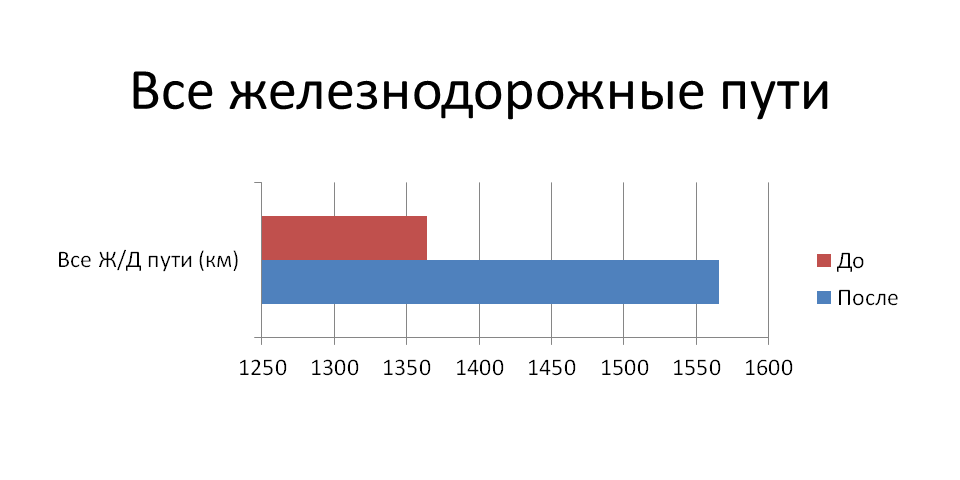 Все железнодорожные пути
Все Ж/Д пути (км)
До
После
1250 1300 1350 1400 1450 1500 1550 1600